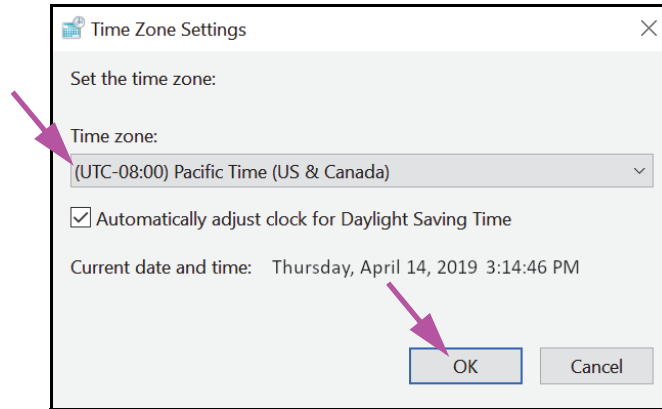 Time Zone Settings
Set the time zone:
Time zone:
(UTC-08:00) Pacific Time (US & Canada)
Automatically adjust clock for Daylight Saving Time
Current date and time: Thursday, April 14, 2019 3:14:46 PM
OK Cancel